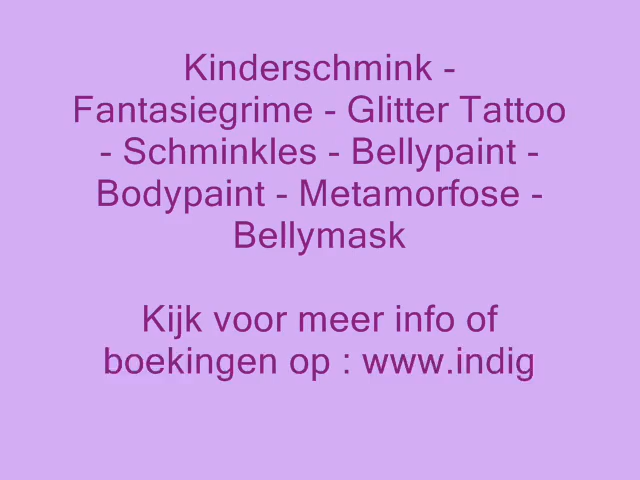 Kinderschmink -
Fantasiegrime - Glitter Tattoo
- Schminkles - Bellypaint -
Bodypaint - Metamorfose -
Bellymask
Kijk voor meer info of
boekingen op : www.indig